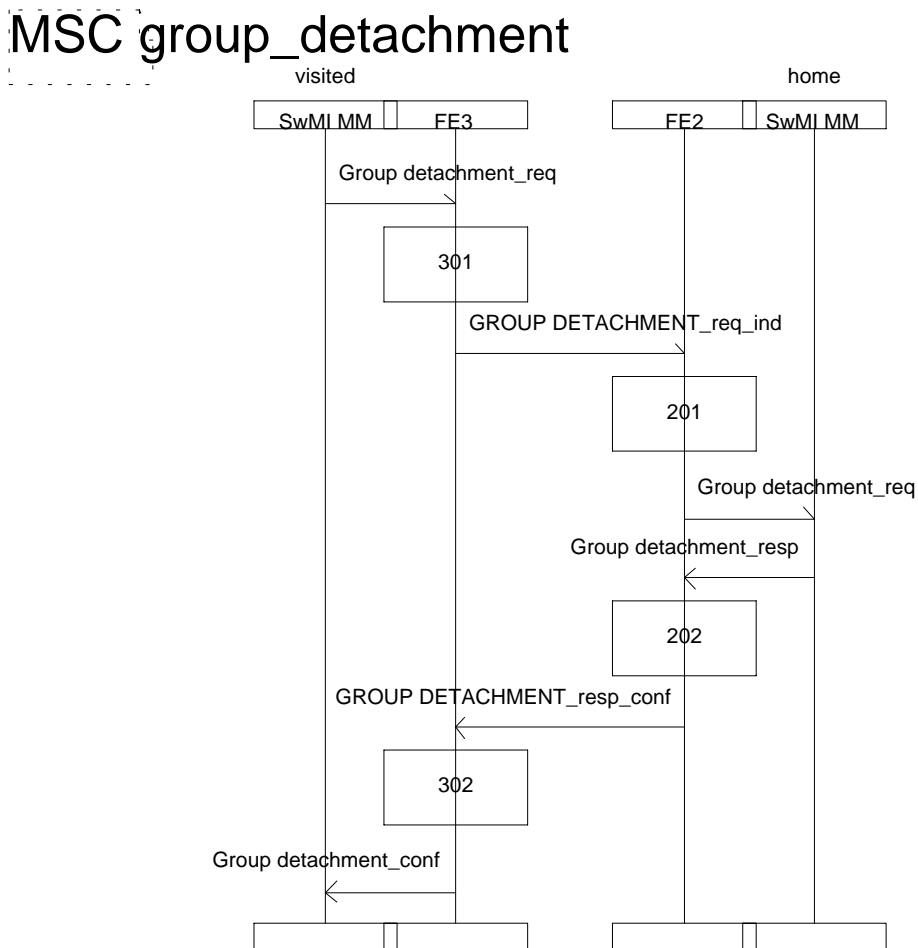 MSC group_detachment
visited home
SwMI MM FE3 FE2 SwMI MM
Group detachment_req
301
GROUP DETACHMENT_req_ind
201
Group detachment_req
Group detachment_resp
202
GROUP DETACHMENT_resp_conf
302
Group detachment_conf